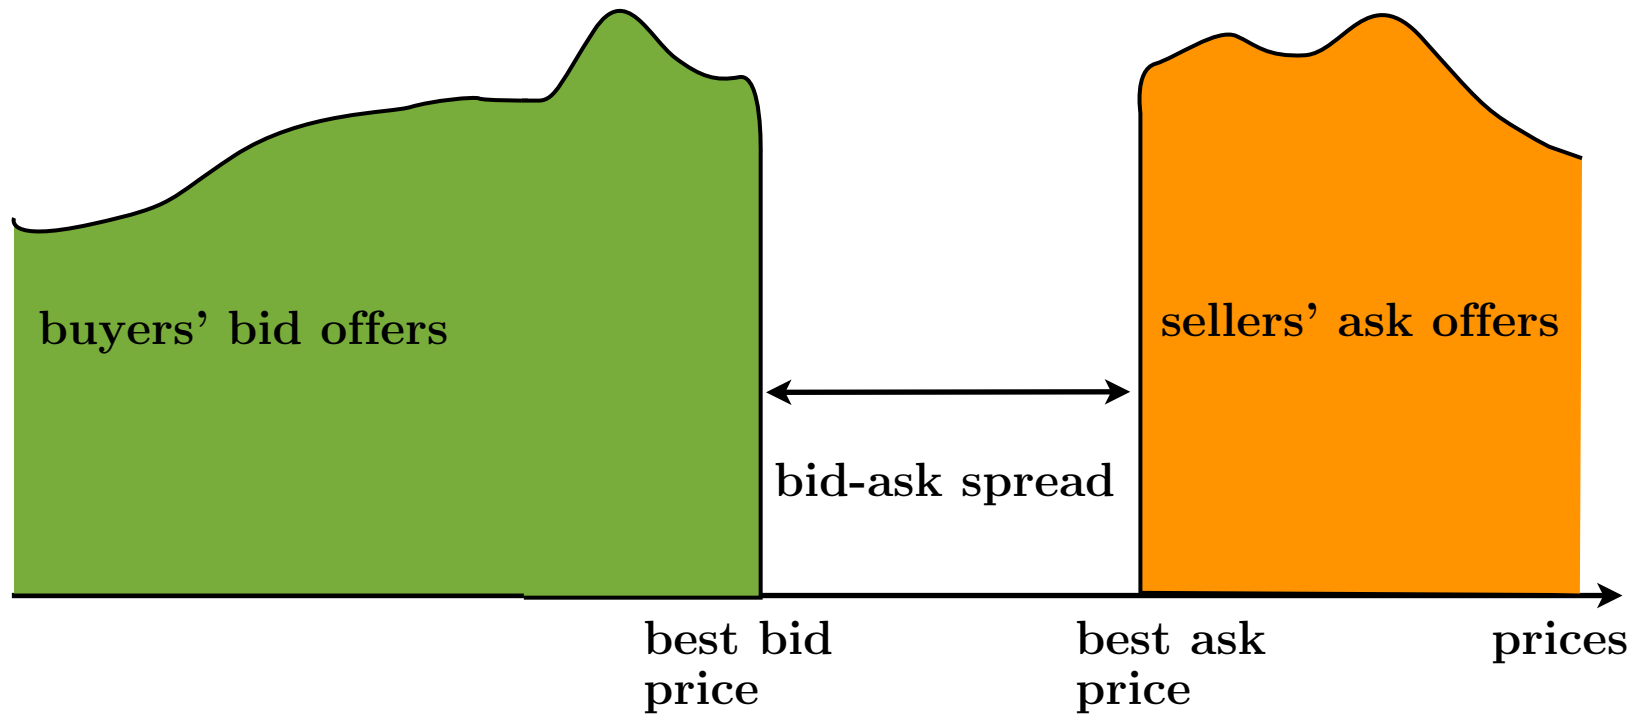 buyers' bid offers
sellers' ask offers
bid-ask spread
best bid
price
best ask
price
prices